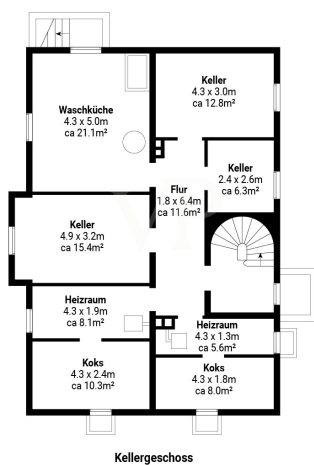 Waschküche
4.3 x 5.0m
ca 21.1m²
Keller
4.3 x 3.0m
ca 12.8m²
Keller
2.4 x 2.6m
ca 6.3m²
Flur
1.8 x 6.4m
ca 11.6m²
Keller
4.9 x 3.2m
ca 15.4m²
Heizraum
4.3 x 1.9m
ca 8.1m²
Heizraum
4.3 x 1.3m
ca 5.6m²
Koks
4.3 x 2.4m
ca 10.3m²
Koks
4.3 x 1.8m
ca 8.0m²
Kellergeschoss